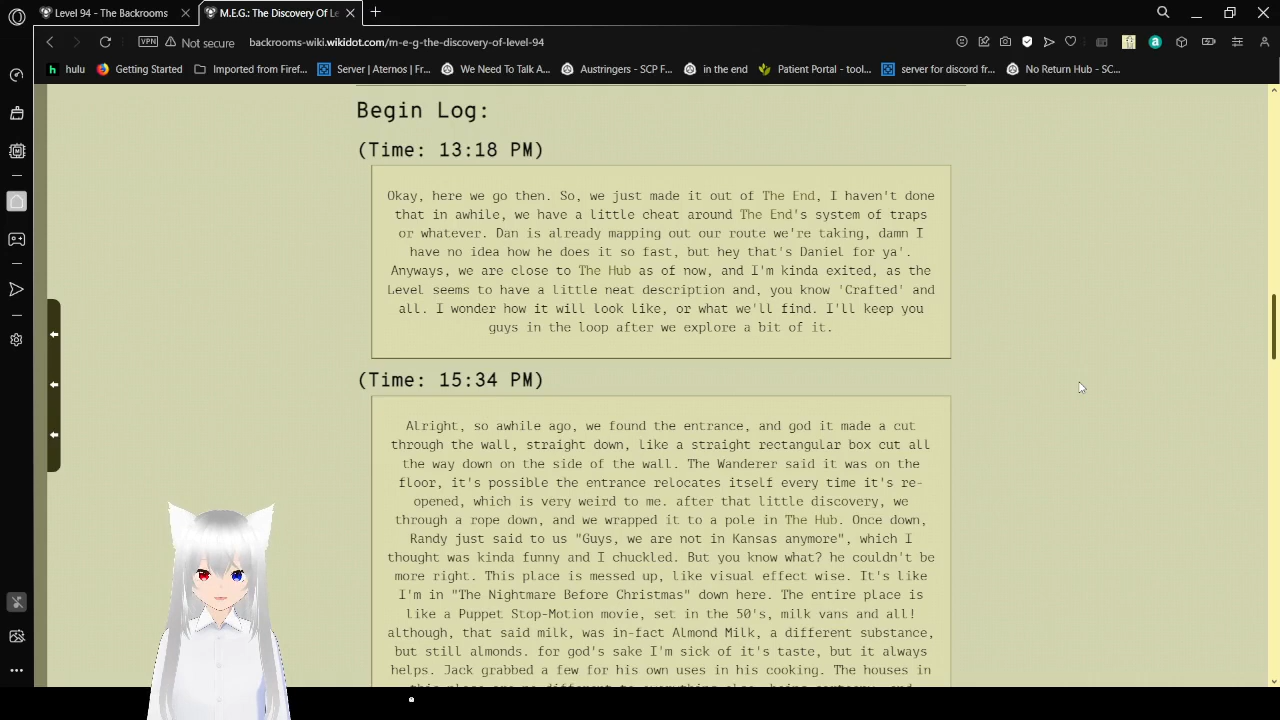 Level 94 - The Backrooms
M.E.G.: The Discovery Of Le
VPN
Not secure
backrooms-wiki.wikidot.com/m-e-g-the-discovery-of-level-94
hulu
Getting Started
Imported from Firef...
Server | Aternos | Fr...
We Need To Talk A...
Austringers - SCP F...
in the end
Patient Portal - tool...
server for discord fr...
No Return Hub - SC...
Begin Log:
(Time: 13:18 PM)
Okay, here we go then. So, we just made it out of The End, I haven't done
that in awhile, we have a little cheat around The End's system of traps
or whatever. Dan is already mapping out our route we're taking, damn I
have no idea how he does it so fast, but hey that's Daniel for ya'.
Anyways, we are close to The Hub as of now, and I'm kinda exited, as the
Level seems to have a little neat description and, you know 'Crafted' and
all. I wonder how it will look like, or what we'll find. I'll keep you
guys in the loop after we explore a bit of it.
(Time: 15:34 PM)
Alright, so awhile ago, we found the entrance, and god it made a cut
through the wall, straight down, like a straight rectangular box cut all
the way down on the side of the wall. The Wanderer said it was on the
floor, it's possible the entrance relocates itself every time it's re-
opened, which is very weird to me. after that little discovery, we
through a rope down, and we wrapped it to a pole in The Hub. Once down,
Randy just said to us "Guys, we are not in Kansas anymore", which I
thought was kinda funny and I chuckled. But you know what? he couldn't be
more right. This place is messed up, like visual effect wise. It's like
I'm in "The Nightmare Before Christmas" down here. The entire place is
like a Puppet Stop-Motion movie, set in the 50's, milk vans and all!
although, that said milk, was in-fact Almond Milk, a different substance,
but still almonds. for god's sake I'm sick of it's taste, but it always
helps. Jack grabbed a few for his own uses in his cooking. The houses in